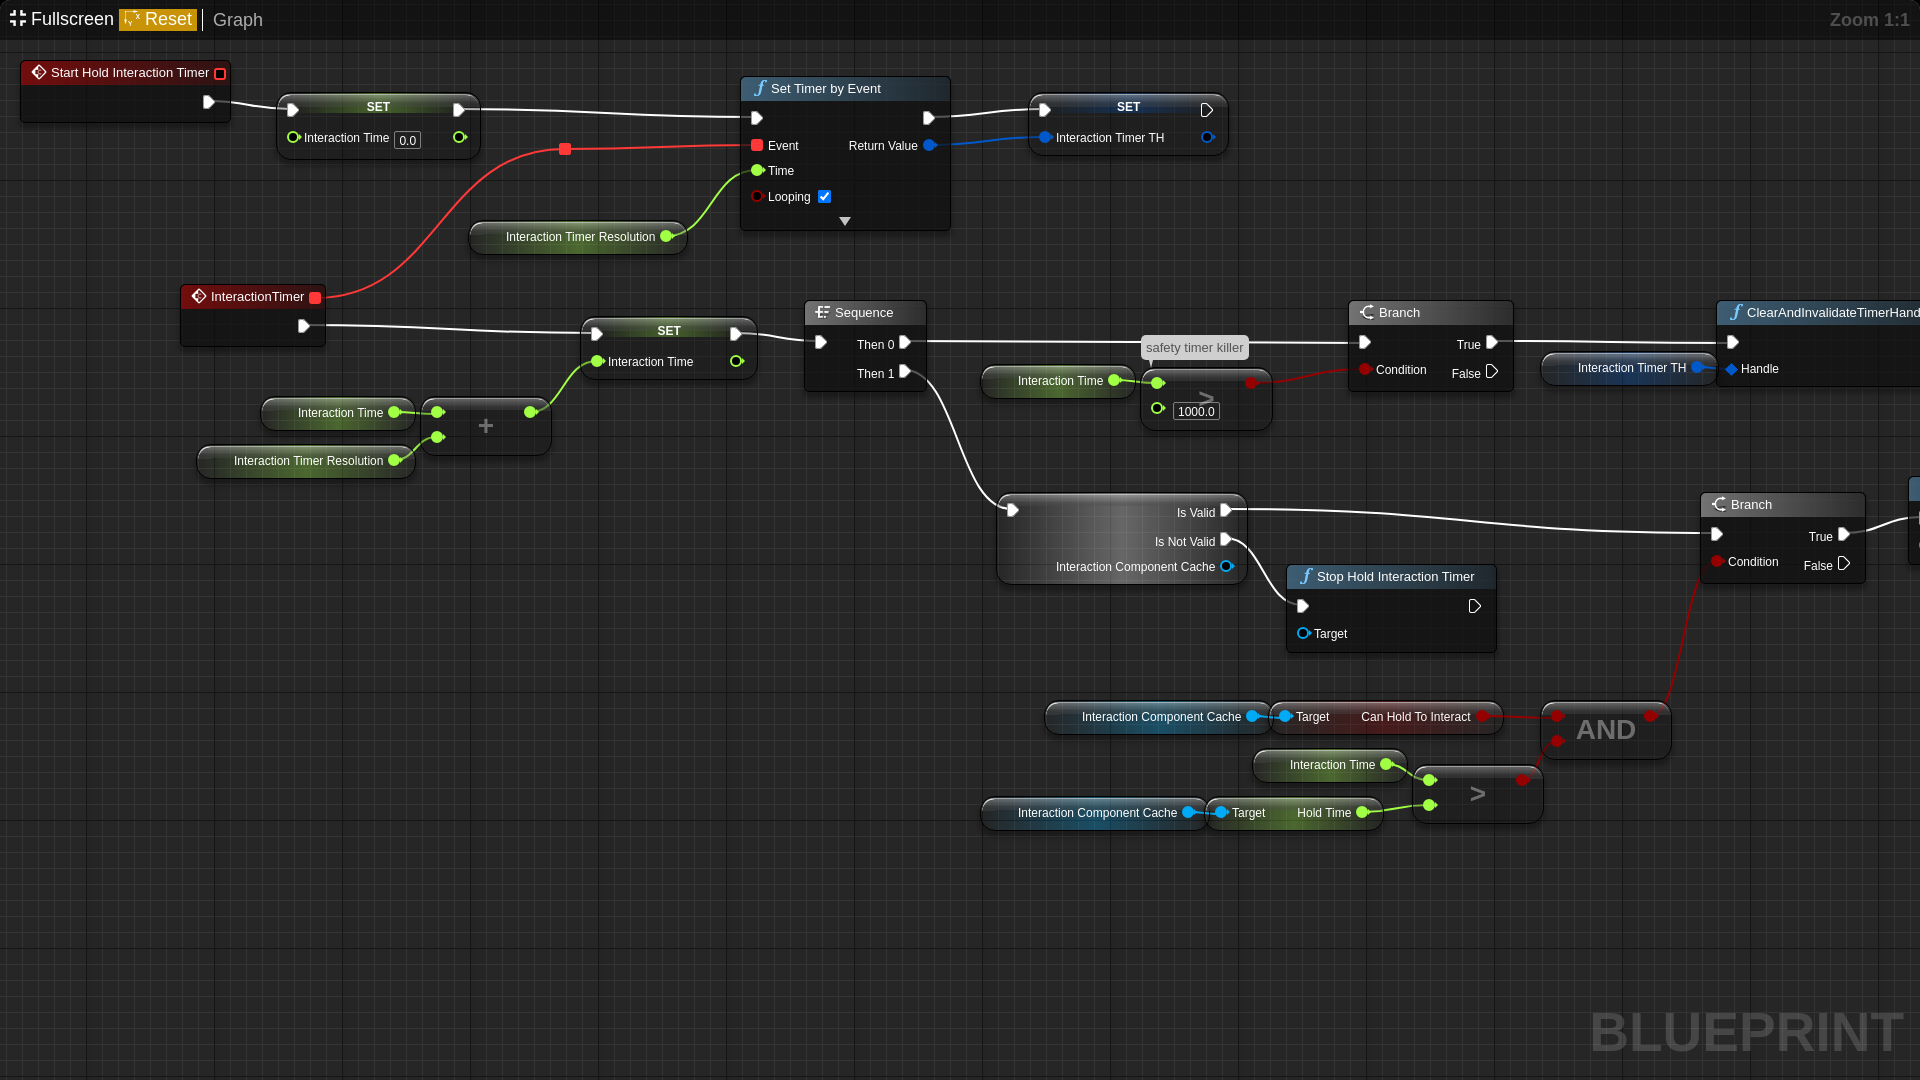 Fullscreen Reset Graph
Zoom 1:1
Start Hold Interaction Timer
SET
Interaction Time 0.0
Set Timer by Event
Event
Return Value
Time
Looping
SET
Interaction Timer TH
Interaction Timer Resolution
InteractionTimer
SET
Interaction Time
Interaction Time
+
Interaction Timer Resolution
Sequence
Then 0
Then 1
safety timer killer
Interaction Time
>
1000.0
Branch
True
Condition
False
Interaction Timer TH
ClearAndInvalidateTimerHand
Handle
Is Valid
Is Not Valid
Interaction Component Cache
Stop Hold Interaction Timer
Target
Branch
True
Condition
False
Interaction Component Cache
Target Can Hold To Interact
AND
Interaction Time
>
Interaction Component Cache
Target Hold Time
BLUEPRINT